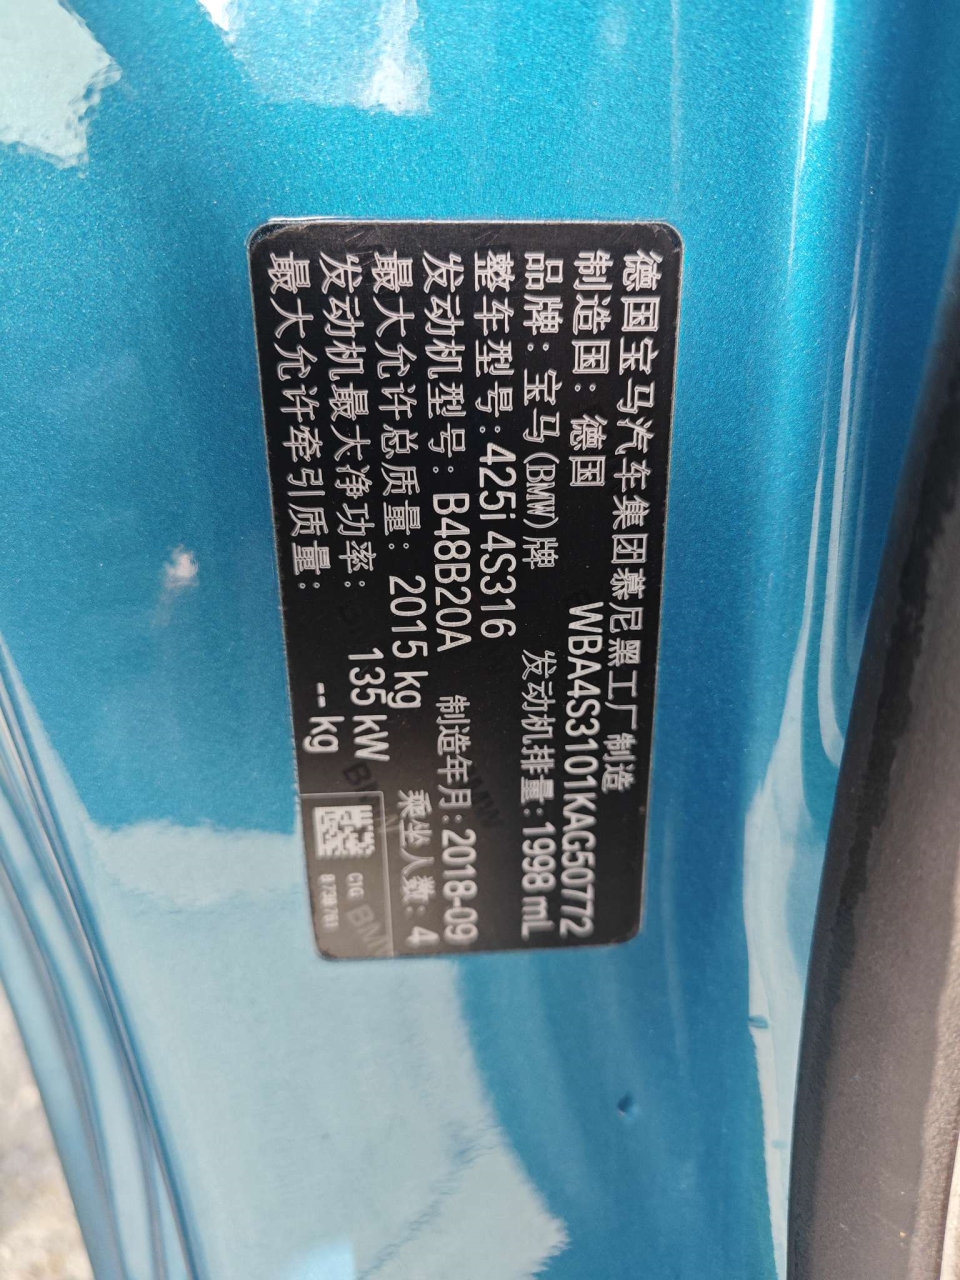 德国宝马汽车集团慕尼黑工厂制造
制造国：德国 WBA4S3101KAG50772
品牌：宝马(BMW)牌
整车型号：425i 4S316 发动机排量：1998 mL
发动机型号：B48B20A 制造年月：2018-09
最大允许总质量：2015 kg 乘坐人数：4
发动机最大净功率：135 kW
最大允许牵引质量：-- kg
C1G